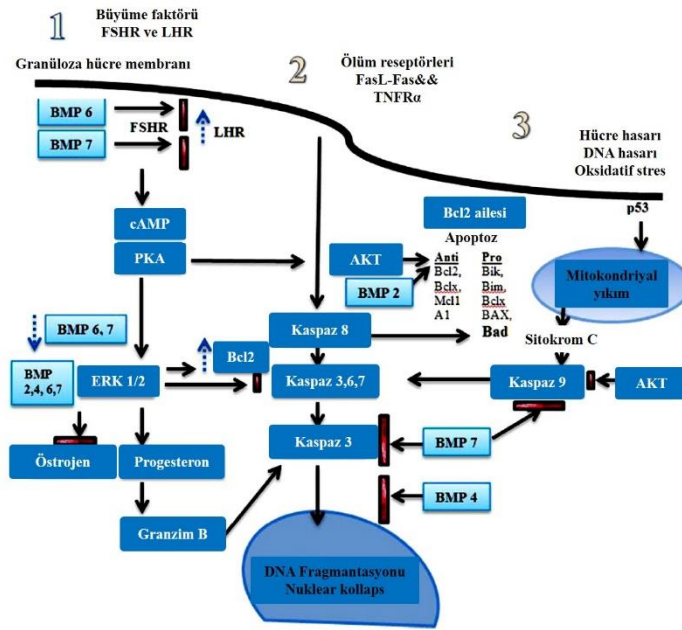 1
Büyüme faktörü
FSHR ve LHR
Granüloza hücre membranı
2
Ölüm reseptörleri
FasL-Fas&&
TNFRα
3
Hücre hasarı
DNA hasarı
Oksidatif stres
BMP 6
BMP 7
FSHR
LHR
p53
cAMP
PKA
AKT
BMP 2
Bcl2 ailesi
Apoptoz
Anti
Bcl2,
Bclx,
Mcl1
A1
Pro
Bik,
Bim,
Bclx
BAX,
Bad
Mitokondriyal
yıkım
Sitokrom C
BMP 6, 7
BMP
2,4, 6,7
ERK 1/2
Bcl2
Kaspaz 8
Kaspaz 3,6,7
Kaspaz 9
AKT
Östrojen
Progesteron
Kaspaz 3
BMP 7
BMP 4
Granzim B
DNA Fragmantasyonu
Nuklear kollaps